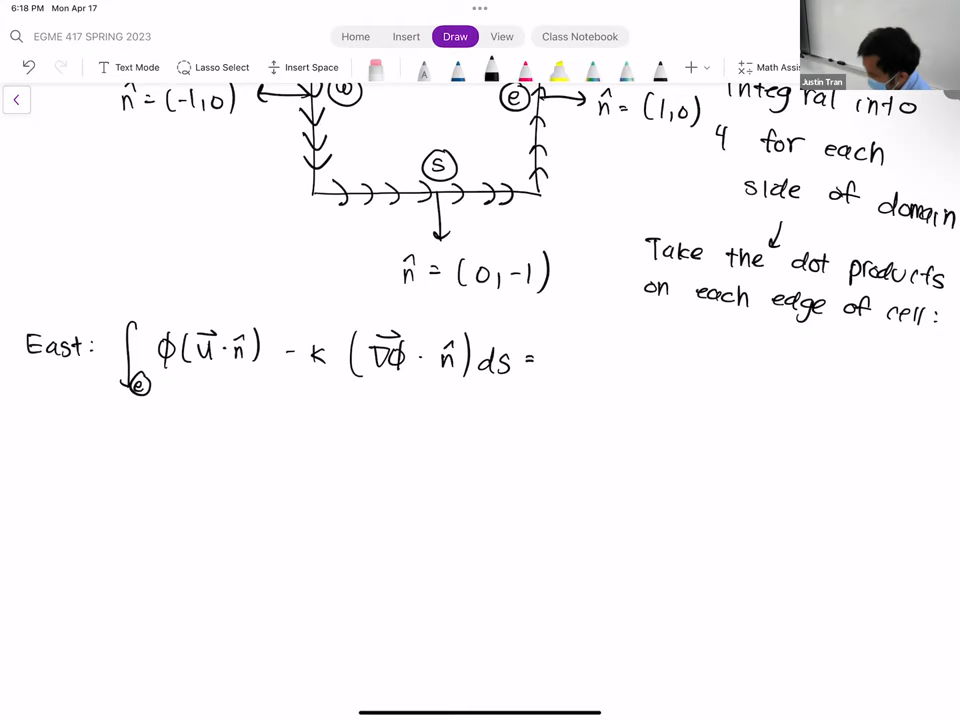 6:18 PM Mon Apr 17
EGME 417 SPRING 2023
Home Insert Draw View Class Notebook
Text Mode Lasso Select Insert Space Math Assis
Justin Tran
n̂ = (-1,0)
w
e
n̂ = (1,0)
integral into
4 for each
side of domain
S
n̂ = (0,-1)
Take the dot products
on each edge of cell:
East: ∫e ϕ(u⃗·n̂) - K (∇⃗ϕ · n̂) ds =